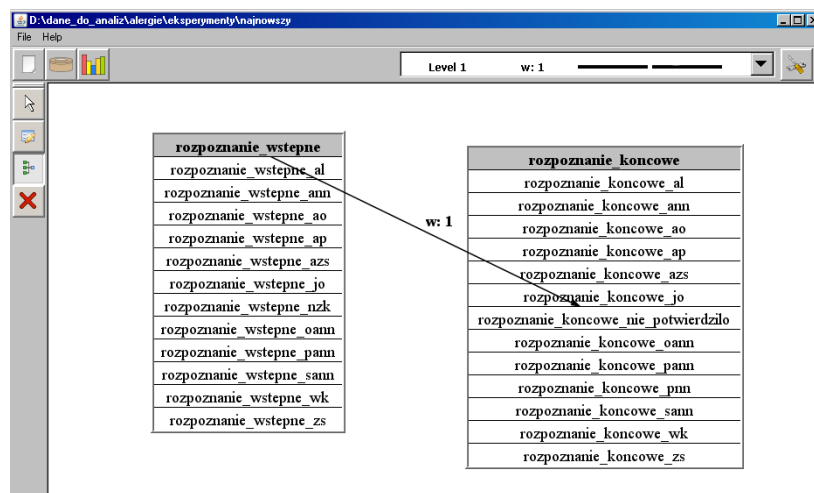 D:\dane_do_analiz\alergie\eksperymenty\najnowszy
File Help
Level 1 w: 1
rozpoznanie_wstepne
rozpoznanie_wstepne_al
rozpoznanie_wstepne_ann
rozpoznanie_wstepne_ao
rozpoznanie_wstepne_ap
rozpoznanie_wstepne_azs
rozpoznanie_wstepne_jo
rozpoznanie_wstepne_nzk
rozpoznanie_wstepne_oann
rozpoznanie_wstepne_pann
rozpoznanie_wstepne_sann
rozpoznanie_wstepne_wk
rozpoznanie_wstepne_zs
w: 1
rozpoznanie_koncowe
rozpoznanie_koncowe_al
rozpoznanie_koncowe_ann
rozpoznanie_koncowe_ao
rozpoznanie_koncowe_ap
rozpoznanie_koncowe_azs
rozpoznanie_koncowe_jo
rozpoznanie_koncowe_nie_potwierdzilo
rozpoznanie_koncowe_oann
rozpoznanie_koncowe_pann
rozpoznanie_koncowe_pnn
rozpoznanie_koncowe_sann
rozpoznanie_koncowe_wk
rozpoznanie_koncowe_zs